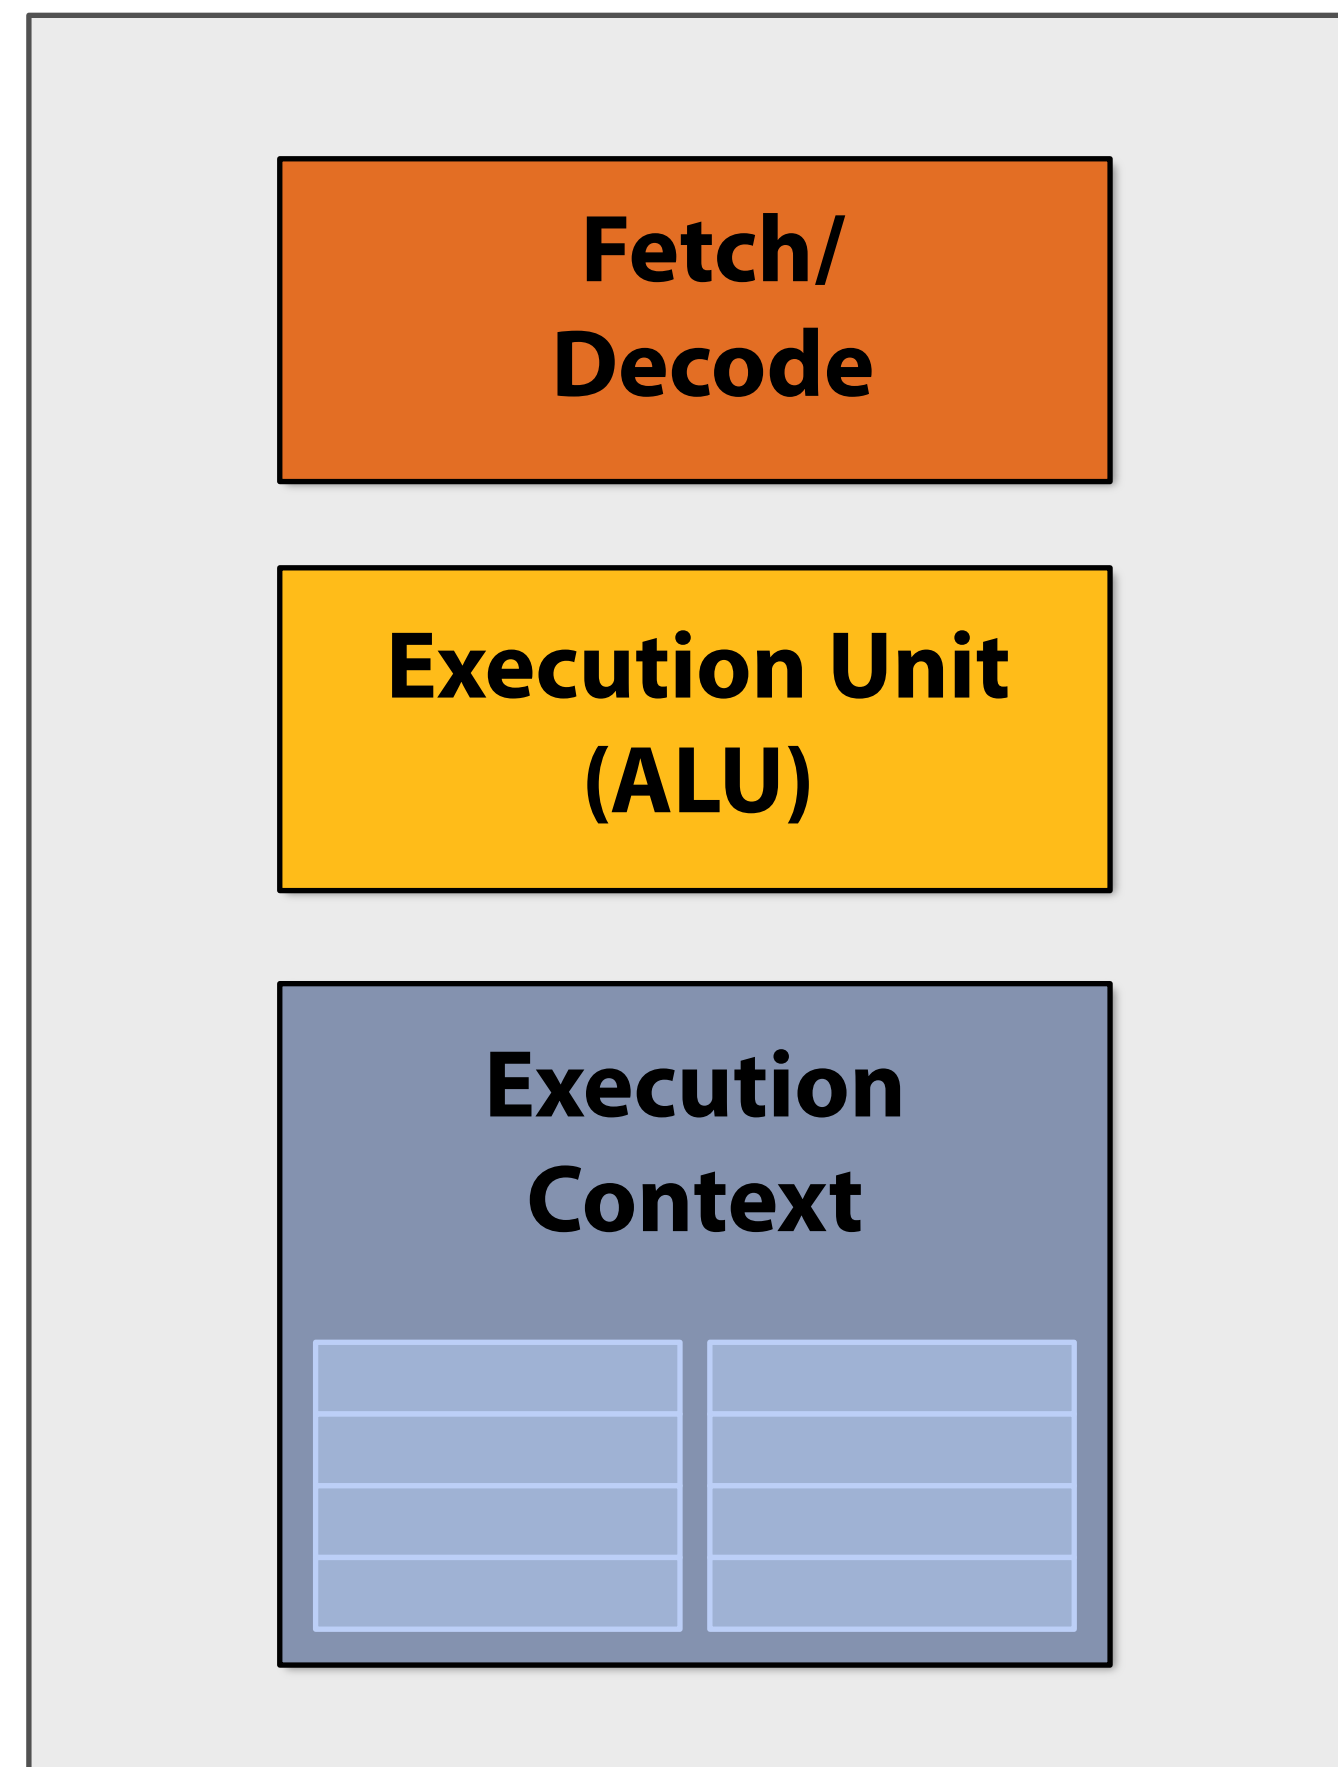 Fetch/
Decode
Execution Unit
(ALU)
Execution
Context